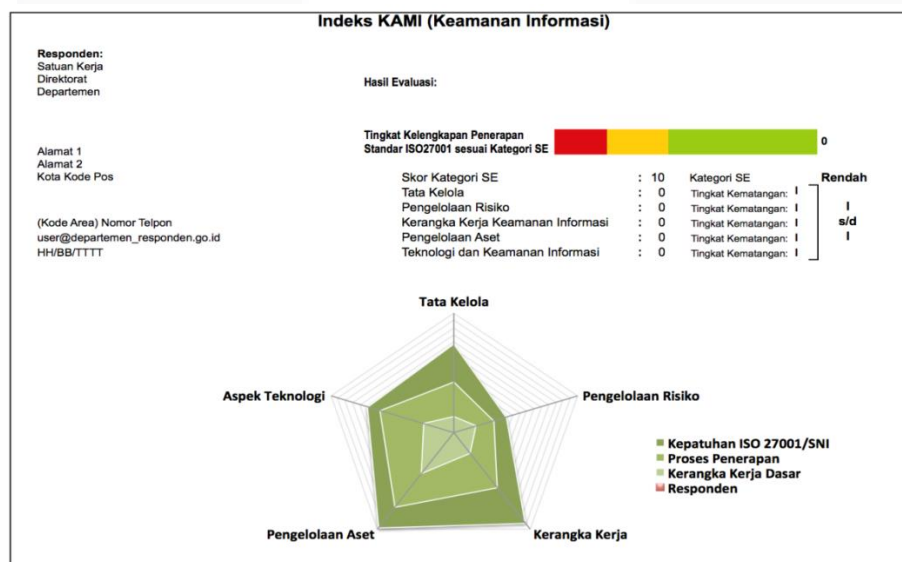 Indeks KAMI (Keamanan Informasi)
Responden:
Satuan Kerja
Direktorat
Departemen
Alamat 1
Alamat 2
Kota Kode Pos
(Kode Area) Nomor Telpon
user@departemen_responden.go.id
HH/BB/TTTT
Hasil Evaluasi:
Tingkat Kelengkapan Penerapan
Standar ISO27001 sesuai Kategori SE 0
Skor Kategori SE : 10 Kategori SE Rendah
Tata Kelola : 0 Tingkat Kematangan: I
Pengelolaan Risiko : 0 Tingkat Kematangan: I I
Kerangka Kerja Keamanan Informasi : 0 Tingkat Kematangan: I s/d
Pengelolaan Aset : 0 Tingkat Kematangan: I I
Teknologi dan Keamanan Informasi : 0 Tingkat Kematangan: I
Tata Kelola
Aspek Teknologi
Pengelolaan Risiko
Kepatuhan ISO 27001/SNI
Proses Penerapan
Kerangka Kerja Dasar
Responden
Pengelolaan Aset
Kerangka Kerja